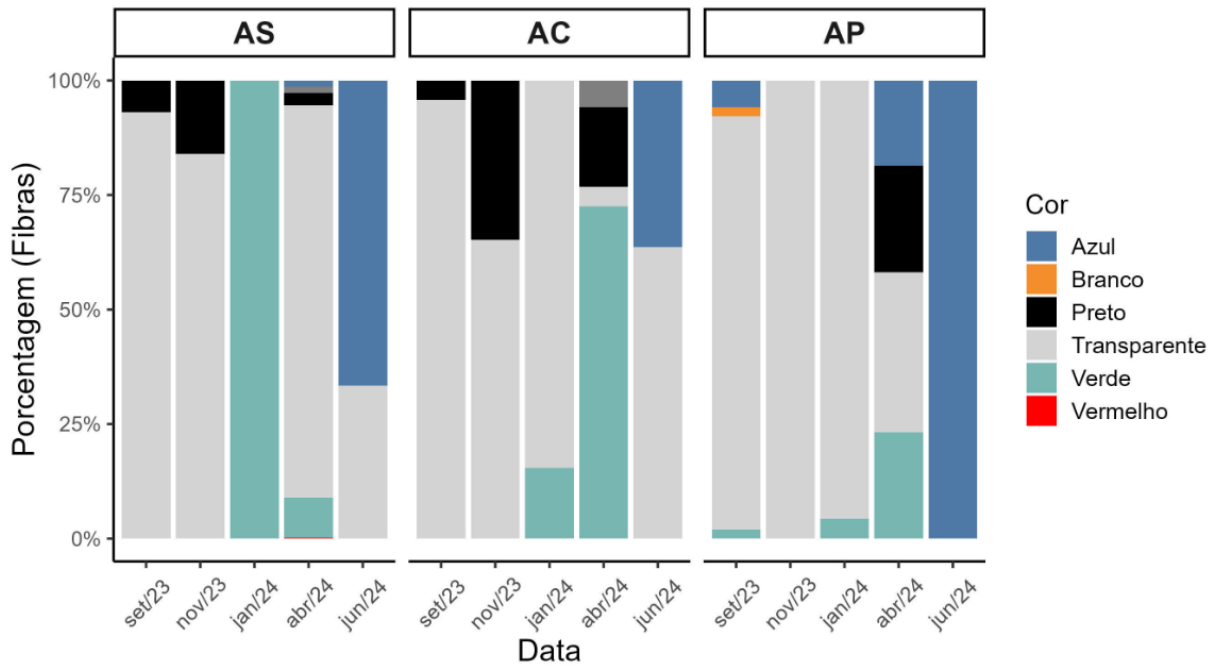 AS AC AP
Porcentagem (Fibras)
100%
75%
50%
25%
0%
set/23 nov/23 jan/24 abr/24 jun/24 set/23 nov/23 jan/24 abr/24 jun/24 set/23 nov/23 jan/24 abr/24 jun/24
Data
Cor
Azul
Branco
Preto
Transparente
Verde
Vermelho